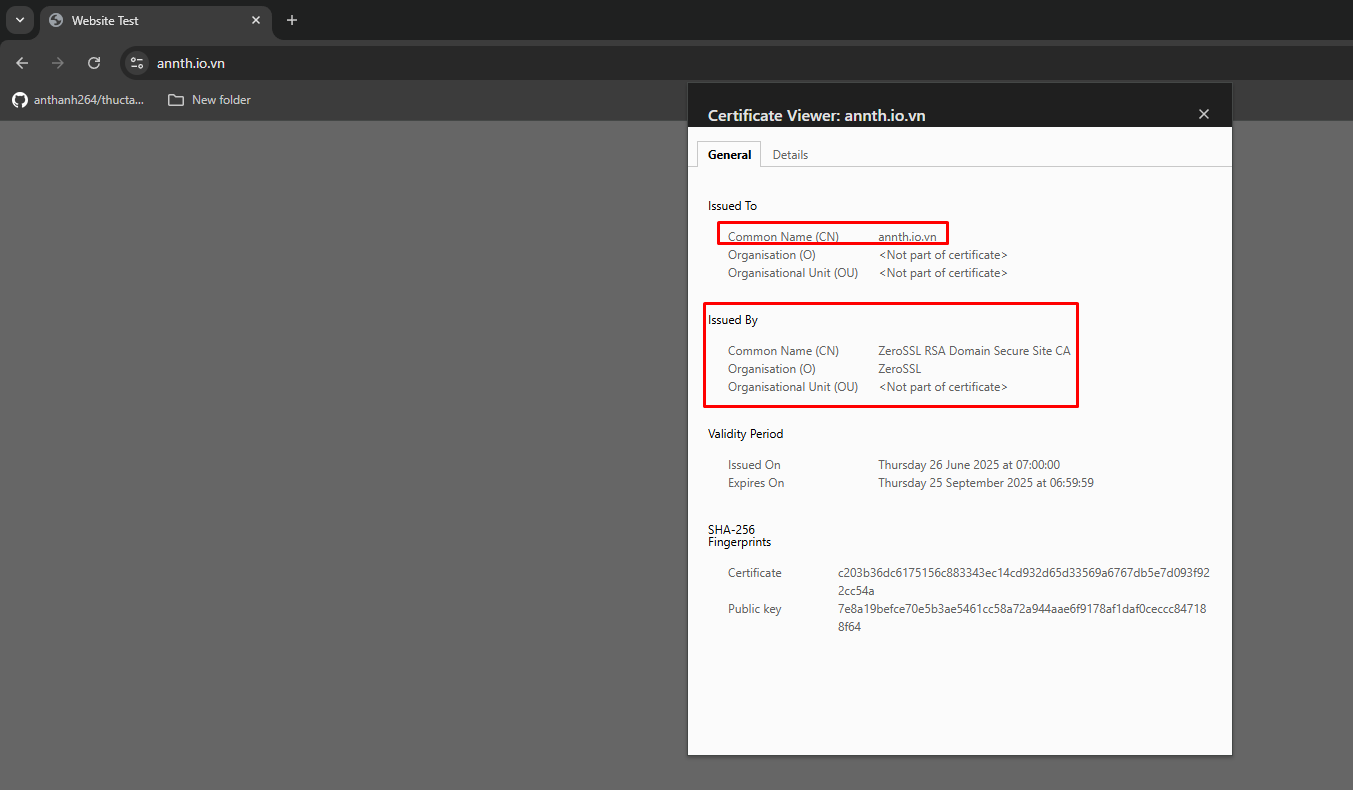 Website Test
annth.io.vn
anthanh264/thucta... New folder
Certificate Viewer: annth.io.vn
General Details
Issued To
Common Name (CN) annth.io.vn
Organisation (O) <Not part of certificate>
Organisational Unit (OU) <Not part of certificate>
Issued By
Common Name (CN) ZeroSSL RSA Domain Secure Site CA
Organisation (O) ZeroSSL
Organisational Unit (OU) <Not part of certificate>
Validity Period
Issued On Thursday 26 June 2025 at 07:00:00
Expires On Thursday 25 September 2025 at 06:59:59
SHA-256
Fingerprints
Certificate c203b36dc6175156c883343ec14cd932d65d33569a6767db5e7d093f92
2cc54a
Public key 7e8a19befce70e5b3ae5461cc58a72a944aae6f9178af1daf0ceccc84718
8f64